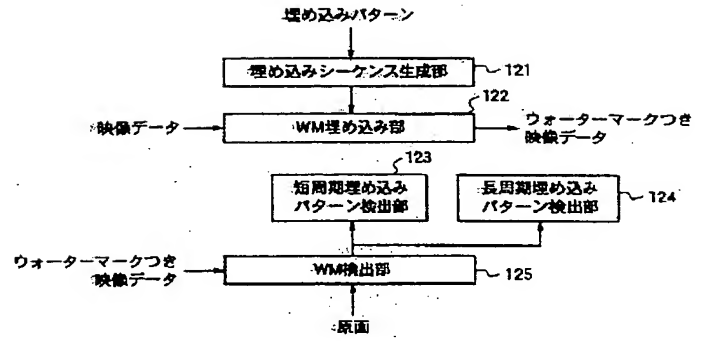 埋め込みパターン
埋め込みシーケンス生成部
121
122
映像データ
WM埋め込み部
ウォーターマークつき
映像データ
123
短周期埋め込み
パターン検出部
長周期埋め込み
パターン検出部
124
ウォーターマークつき
映像データ
WM検出部
125
原画